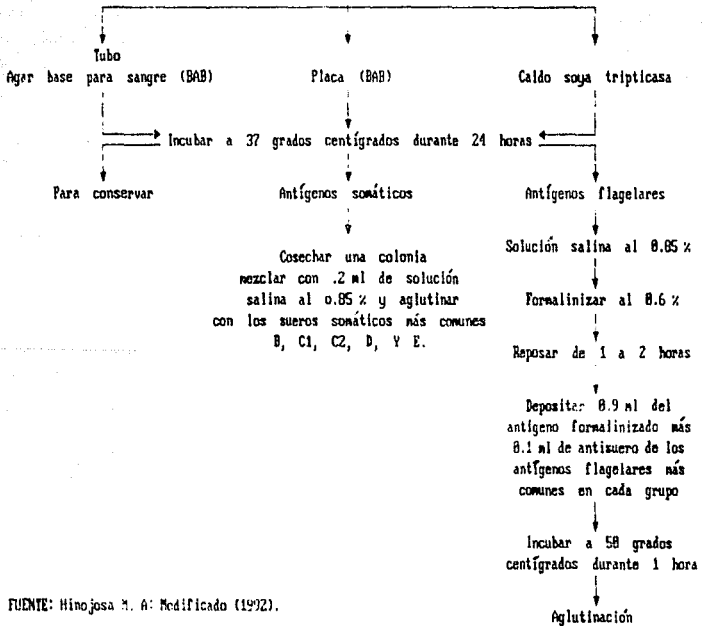 Tubo
Agar base para sangre (BAB)
Placa (BAB)
Caldo soya tripticasa
Incubar a 37 grados centígrados durante 24 horas
Para conservar
Antígenos somáticos
Antígenos flagelares
Cosechar una colonia
mezclar con .2 ml de solución
salina al o.85 % y aglutinar
con los sueros somáticos más comunes
B, C1, C2, D, Y E.
Solución salina al 0.85 %
Formalinizar al 0.6 %
Reposar de 1 a 2 horas
Depositar 0.9 ml del
antígeno formalinizado más
0.1 ml de antisuero de los
antígenos flagelares más
comunes en cada grupo
Incubar a 50 grados
centígrados durante 1 hora
Aglutinación
FUENTE: Hinojosa M. A: Modificado (1992).